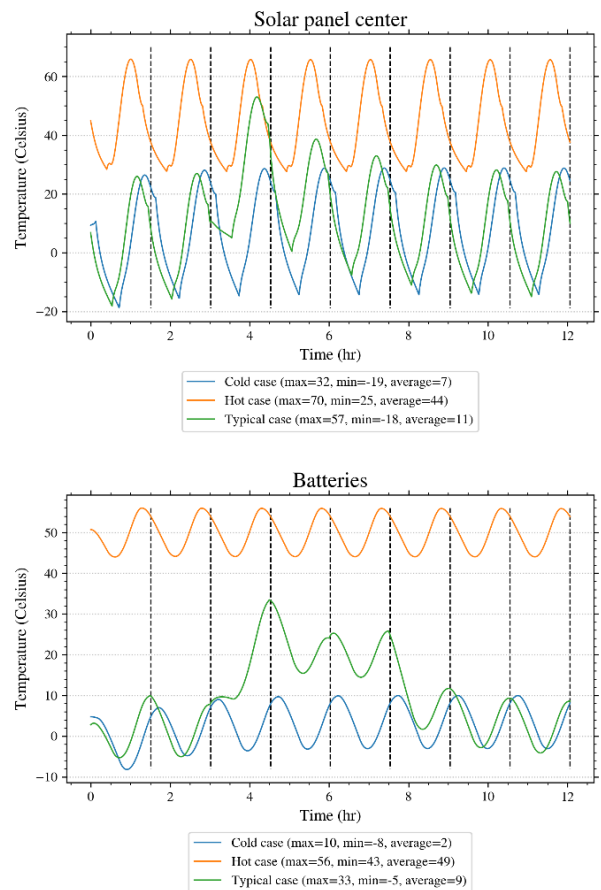 Solar panel center
60
40
20
0
−20
Temperature (Celsius)
0 2 4 6 8 10 12
Time (hr)
Cold case (max=32, min=-19, average=7)
Hot case (max=70, min=25, average=44)
Typical case (max=57, min=-18, average=11)
Batteries
50
40
30
20
10
0
−10
Temperature (Celsius)
0 2 4 6 8 10 12
Time (hr)
Cold case (max=10, min=-8, average=2)
Hot case (max=56, min=43, average=49)
Typical case (max=33, min=-5, average=9)